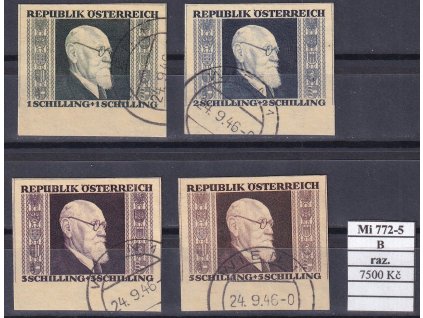 REPUBLIK ÖSTERREICH
1 SCHILLING+1 SCHILLING
24.9.46
REPUBLIK ÖSTERREICH
2 SCHILLING+2 SCHILLING
24.9.46-0
REPUBLIK ÖSTERREICH
3 SCHILLING+3 SCHILLING
24.9.46
REPUBLIK ÖSTERREICH
5 SCHILLING+5 SCHILLING
24.9.46-0
Mi 772-5
B
raz.
7500 Kč